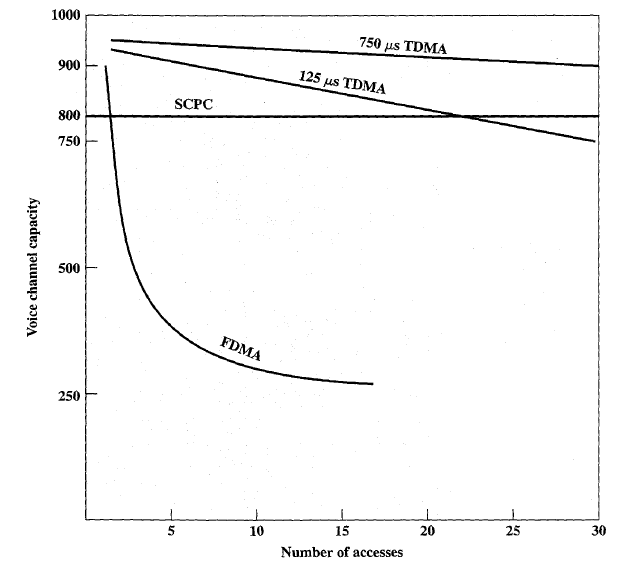 1000
750 μs TDMA
900
125 μs TDMA
SCPC
800
750
Voice channel capacity
500
FDMA
250
5 10 15 20 25 30
Number of accesses